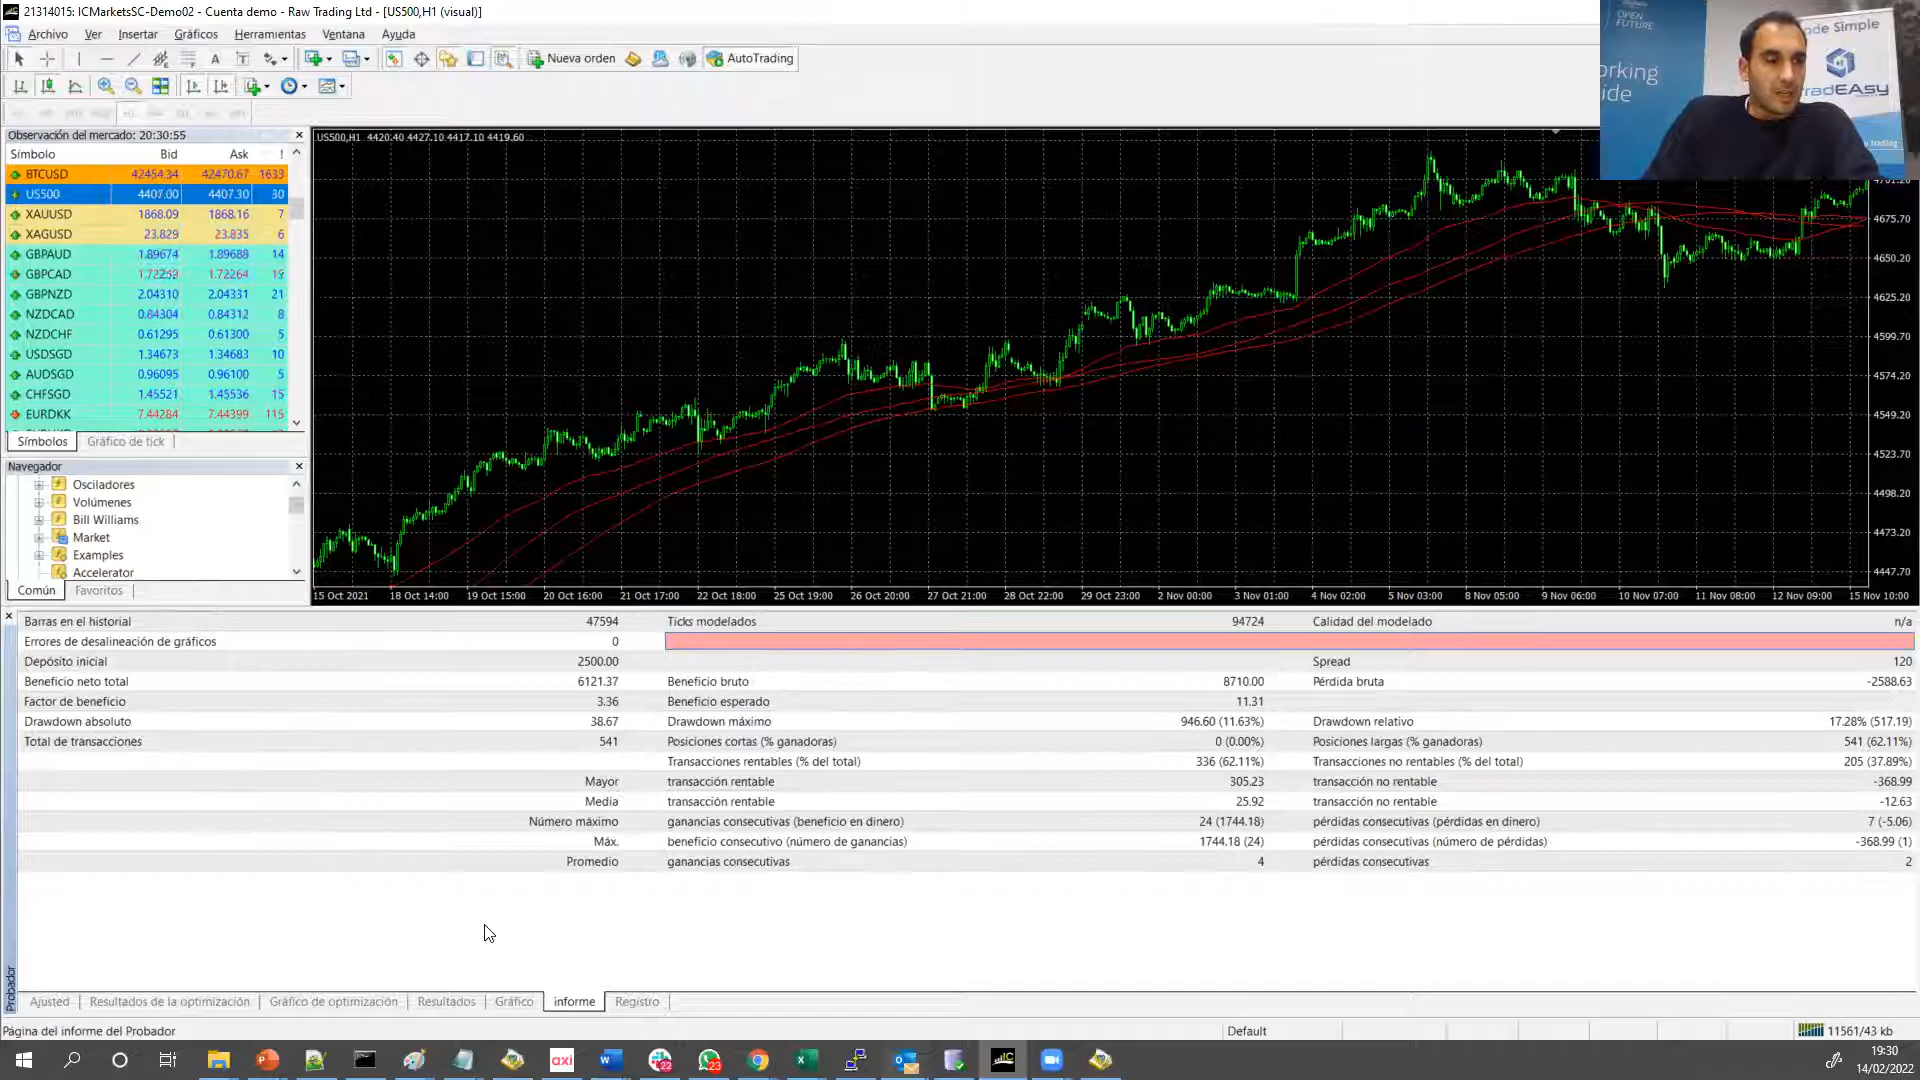 21314015: ICMarketsSC-Demo02 - Cuenta demo - Raw Trading Ltd - [US500,H1 (visual)]
Archivo Ver Insertar Gráficos Herramientas Ventana Ayuda
Nueva orden AutoTrading
Observación del mercado: 20:30:55
Símbolo Bid Ask !
BTCUSD 42454.34 42470.67 1633
US500 4407.00 4407.30 30
XAUUSD 1868.09 1868.16 7
XAGUSD 23.829 23.835 6
GBPAUD 1.89674 1.89688 14
GBPCAD 1.72264
GBPNZD 2.04310 2.04331 21
NZDCAD 0.84304 0.84312 8
NZDCHF 0.61295 0.61300 5
USDSGD 1.34673 1.34683 10
AUDSGD 0.96095 0.96100 5
CHFSGD 1.45521 1.45536 15
EURDKK 7.44284 7.44399 115
Símbolos Gráfico de tick
Navegador
Osciladores
Volúmenes
Bill Williams
Market
Examples
Accelerator
Común Favoritos
US500,H1 4420.40 4427.10 4417.10 4419.60
4701.20
4675.70
4650.20
4625.20
4599.70
4574.20
4549.20
4523.70
4498.20
4473.20
4447.70
15 Oct 2021 18 Oct 14:00 19 Oct 15:00 20 Oct 16:00 21 Oct 17:00 22 Oct 18:00 25 Oct 19:00 26 Oct 20:00 27 Oct 21:00 28 Oct 22:00 29 Oct 23:00 2 Nov 00:00 3 Nov 01:00 4 Nov 02:00 5 Nov 03:00 8 Nov 05:00 9 Nov 06:00 10 Nov 07:00 11 Nov 08:00 12 Nov 09:00 15 Nov 10:00
OPEN
FUTURE
orking
ide
ode Simple
radEAsy
trading
Barras en el historial 47594 Ticks modelados 94724 Calidad del modelado n/a
Errores de desalineación de gráficos 0
Depósito inicial 2500.00 Spread 120
Beneficio neto total 6121.37 Beneficio bruto 8710.00 Pérdida bruta -2588.63
Factor de beneficio 3.36 Beneficio esperado 11.31
Drawdown absoluto 38.67 Drawdown máximo 946.60 (11.63%) Drawdown relativo 17.28% (517.19)
Total de transacciones 541 Posiciones cortas (% ganadoras) 0 (0.00%) Posiciones largas (% ganadoras) 541 (62.11%)
Transacciones rentables (% del total) 336 (62.11%) Transacciones no rentables (% del total) 205 (37.89%)
Mayor transacción rentable 305.23 transacción no rentable -368.99
Media transacción rentable 25.92 transacción no rentable -12.63
Número máximo ganancias consecutivas (beneficio en dinero) 24 (1744.18) pérdidas consecutivas (pérdidas en dinero) 7 (-5.06)
Máx. beneficio consecutivo (número de ganancias) 1744.18 (24) pérdidas consecutivas (número de pérdidas) -368.99 (1)
Promedio ganancias consecutivas 4 pérdidas consecutivas 2
Probador
Ajusted Resultados de la optimización Gráfico de optimización Resultados Gráfico informe Registro
Página del informe del Probador Default 11561/43 kb
axi
22
23
19:30
14/02/2022